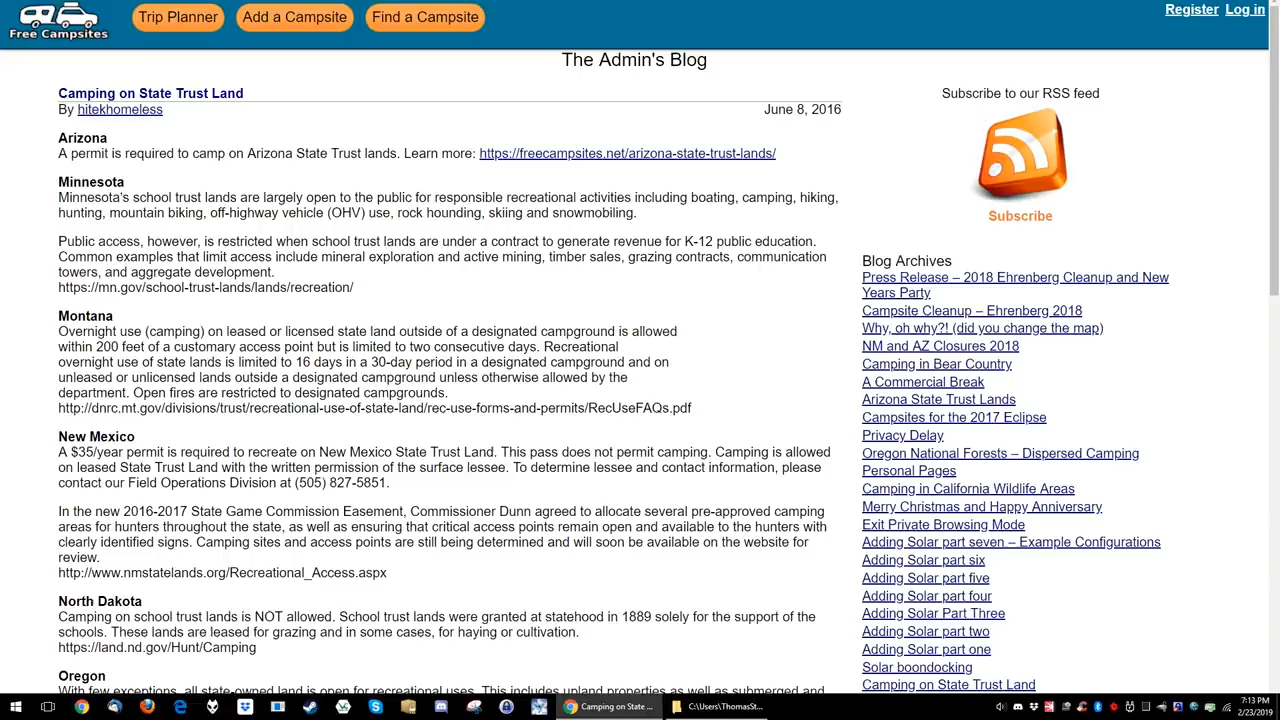 Free Campsites
Trip Planner
Add a Campsite
Find a Campsite
Register
Log in
The Admin's Blog
Camping on State Trust Land
By hitekhomeless
June 8, 2016
Arizona
A permit is required to camp on Arizona State Trust lands. Learn more: https://freecampsites.net/arizona-state-trust-lands/
Minnesota
Minnesota's school trust lands are largely open to the public for responsible recreational activities including boating, camping, hiking,
hunting, mountain biking, off-highway vehicle (OHV) use, rock hounding, skiing and snowmobiling.
Public access, however, is restricted when school trust lands are under a contract to generate revenue for K-12 public education.
Common examples that limit access include mineral exploration and active mining, timber sales, grazing contracts, communication
towers, and aggregate development.
https://mn.gov/school-trust-lands/lands/recreation/
Montana
Overnight use (camping) on leased or licensed state land outside of a designated campground is allowed
within 200 feet of a customary access point but is limited to two consecutive days. Recreational
overnight use of state lands is limited to 16 days in a 30-day period in a designated campground and on
unleased or unlicensed lands outside a designated campground unless otherwise allowed by the
department. Open fires are restricted to designated campgrounds.
http://dnrc.mt.gov/divisions/trust/recreational-use-of-state-land/rec-use-forms-and-permits/RecUseFAQs.pdf
New Mexico
A $35/year permit is required to recreate on New Mexico State Trust Land. This pass does not permit camping. Camping is allowed
on leased State Trust Land with the written permission of the surface lessee. To determine lessee and contact information, please
contact our Field Operations Division at (505) 827-5851.
In the new 2016-2017 State Game Commission Easement, Commissioner Dunn agreed to allocate several pre-approved camping
areas for hunters throughout the state, as well as ensuring that critical access points remain open and available to the hunters with
clearly identified signs. Camping sites and access points are still being determined and will soon be available on the website for
review.
http://www.nmstatelands.org/Recreational_Access.aspx
North Dakota
Camping on school trust lands is NOT allowed. School trust lands were granted at statehood in 1889 solely for the support of the
schools. These lands are leased for grazing and in some cases, for haying or cultivation.
https://land.nd.gov/Hunt/Camping
Oregon
With few exceptions, all state-owned land is open for recreational uses. This includes upland properties as well as submerged and
Subscribe to our RSS feed
Subscribe
Blog Archives
Press Release – 2018 Ehrenberg Cleanup and New
Years Party
Campsite Cleanup – Ehrenberg 2018
Why, oh why?! (did you change the map)
NM and AZ Closures 2018
Camping in Bear Country
A Commercial Break
Arizona State Trust Lands
Campsites for the 2017 Eclipse
Privacy Delay
Oregon National Forests – Dispersed Camping
Personal Pages
Camping in California Wildlife Areas
Merry Christmas and Happy Anniversary
Exit Private Browsing Mode
Adding Solar part seven – Example Configurations
Adding Solar part six
Adding Solar part five
Adding Solar part four
Adding Solar Part Three
Adding Solar part two
Adding Solar part one
Solar boondocking
Camping on State Trust Land
Camping on State ...
C:\Users\ThomasSt...
7:13 PM
2/23/2019